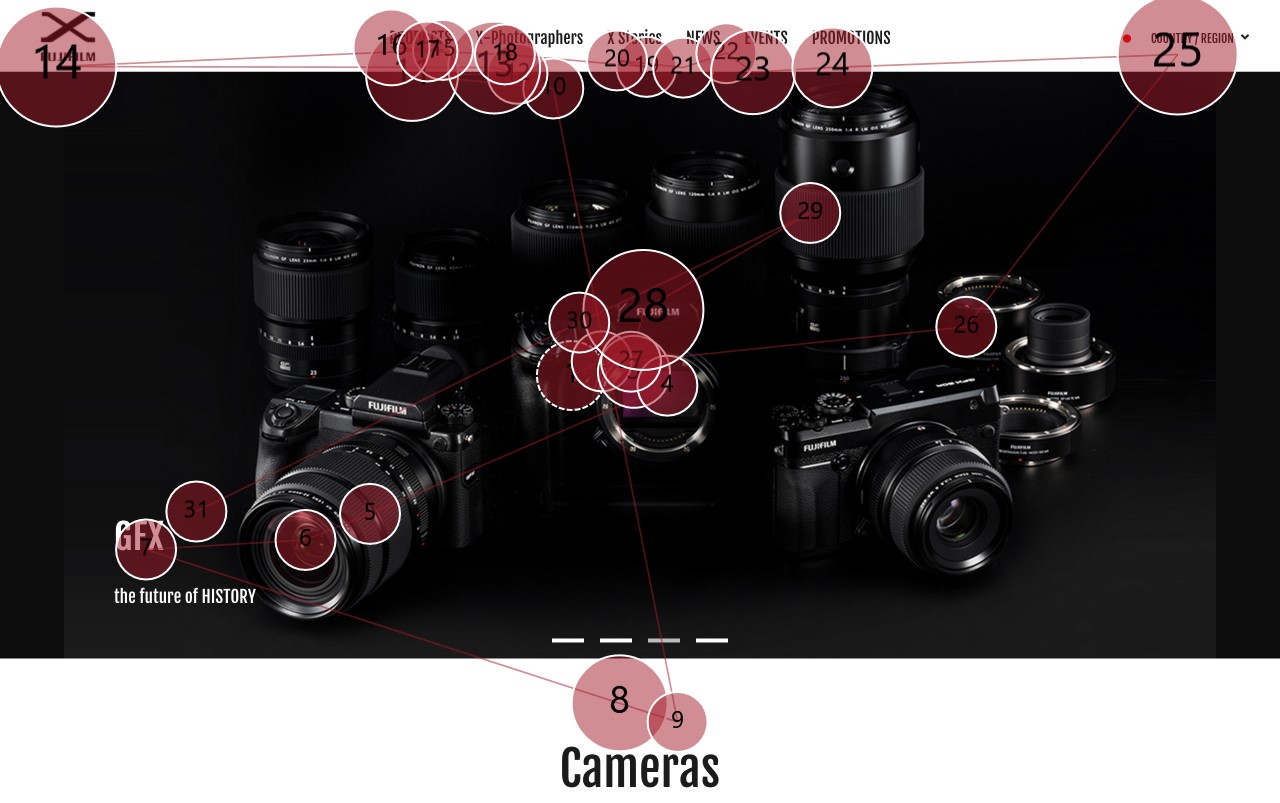 FUJIFILM
PRODUCTS X-Photographers X Stories NEWS EVENTS PROMOTIONS COUNTRY / REGION
14 16 17 15 18 13 10 20 19 21 22 23 24 25
29
28
FUJIFILM
30
26
27
4
FUJIFILM
FUJIFILM
31
5
6
7
GFX
the future of HISTORY
8
9
Cameras